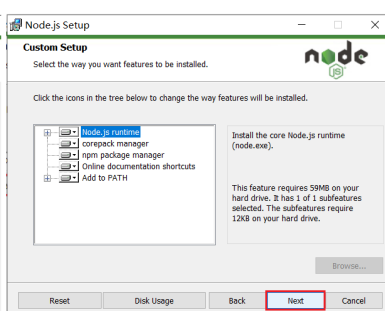 Node.js Setup
Custom Setup
Select the way you want features to be installed.
node
JS
Click the icons in the tree below to change the way features will be installed.
Node.js runtime
corepack manager
npm package manager
Online documentation shortcuts
Add to PATH
Install the core Node.js runtime
(node.exe).
This feature requires 59MB on your
hard drive. It has 1 of 1 subfeatures
selected. The subfeatures require
12KB on your hard drive.
Browse...
Reset
Disk Usage
Back
Next
Cancel